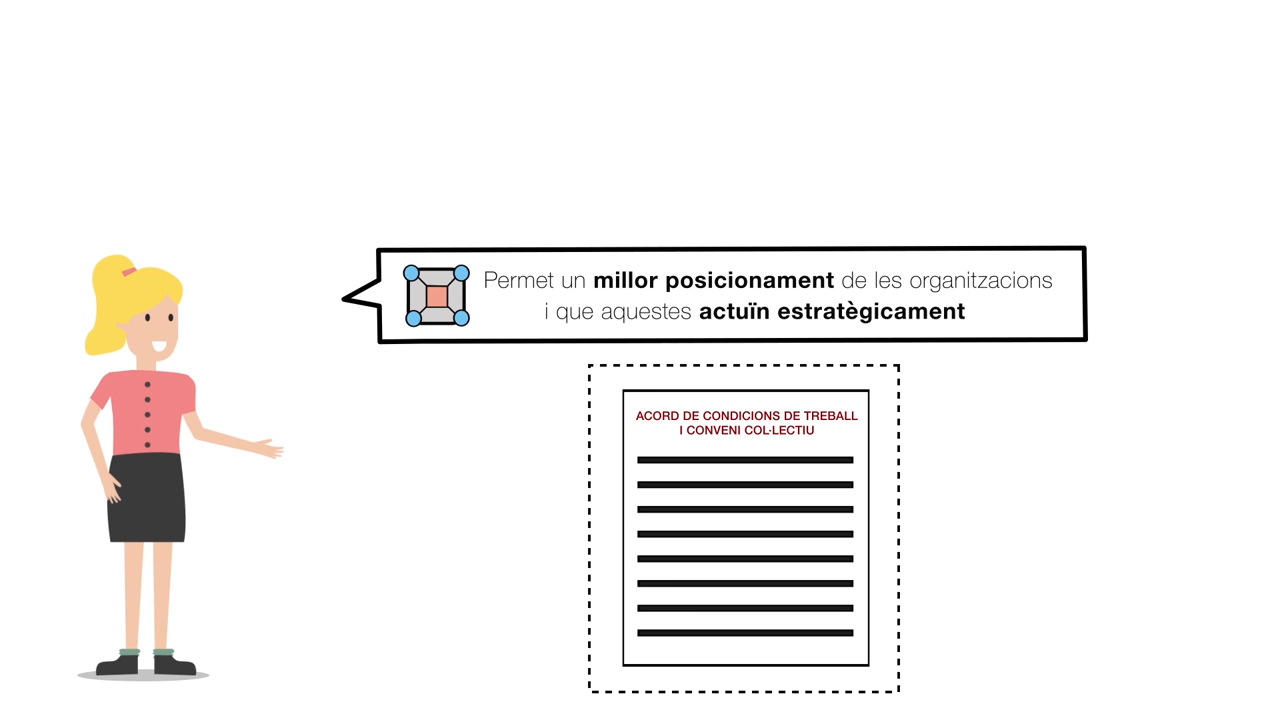 Permet un millor posicionament de les organitzacions
i que aquestes actuïn estratègicament
ACORD DE CONDICIONS DE TREBALL
I CONVENI COL·LECTIU